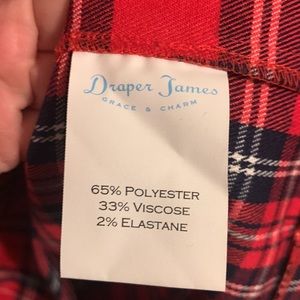 Draper James
GRACE & CHARM
65% POLYESTER
33% VISCOSE
2% ELASTANE